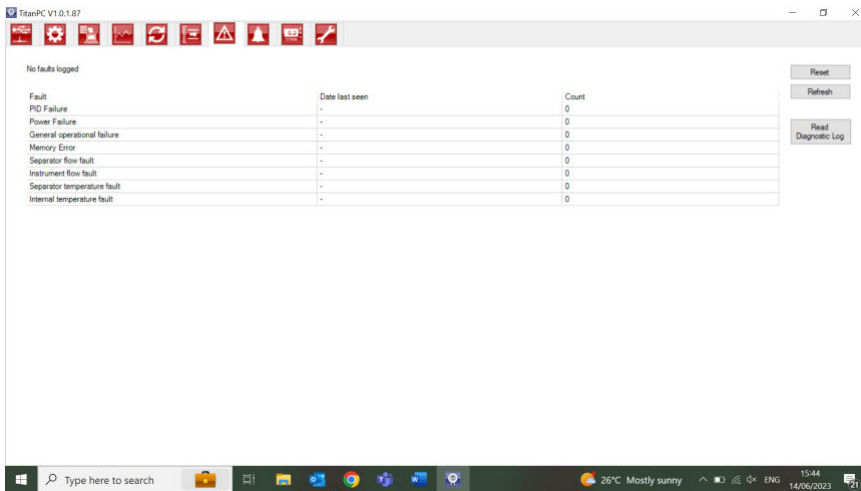 TitanPC V1.0.1.87
No faults logged
Reset
Refresh
Read
Diagnostic Log
Fault Date last seen Count
PID Failure - 0
Power Failure - 0
General operational failure - 0
Memory Error - 0
Separator flow fault - 0
Instrument flow fault - 0
Separator temperature fault - 0
Internal temperature fault - 0
Type here to search
26°C Mostly sunny
ENG
15:44
14/06/2023
21